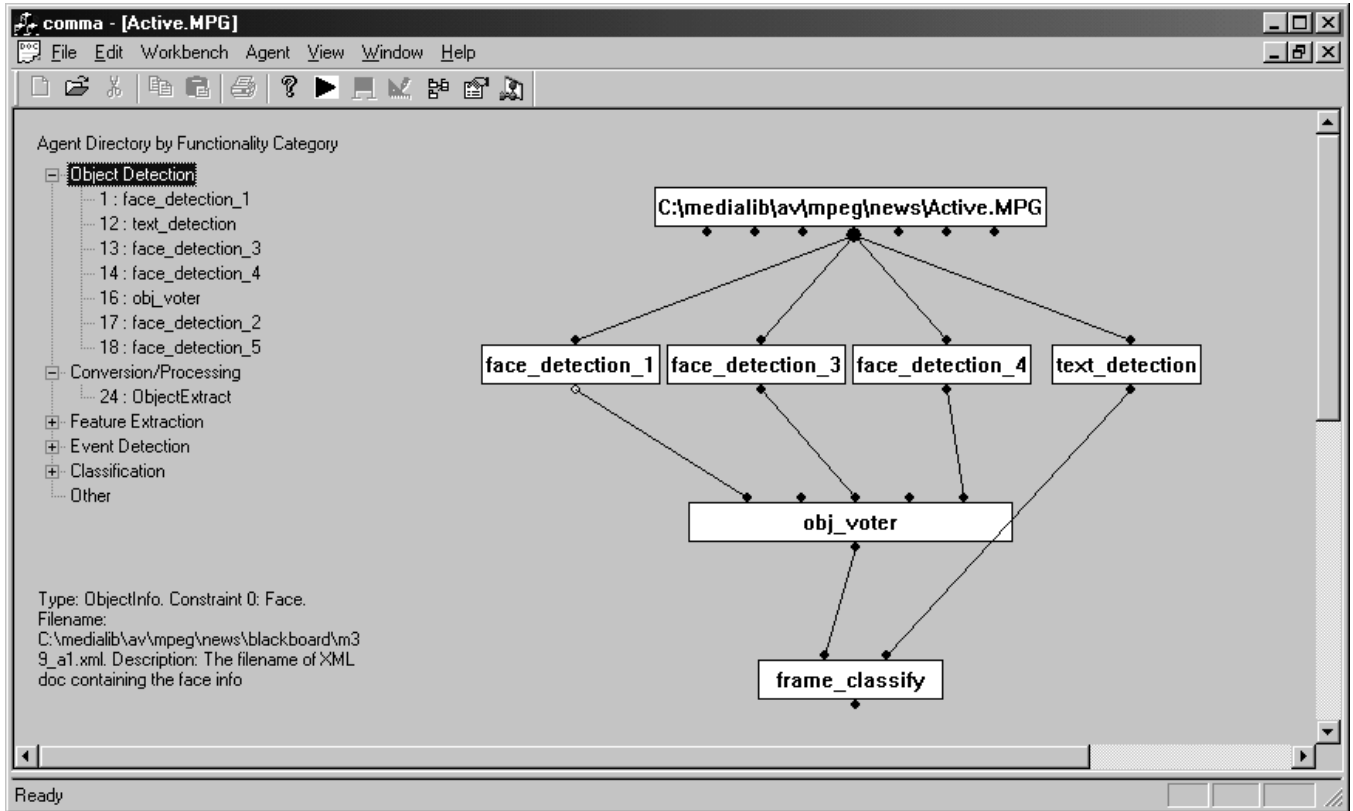 comma - [Active.MPG]
DOC File Edit Workbench Agent View Window Help
Agent Directory by Functionality Category
Object Detection
1 : face_detection_1
12 : text_detection
13 : face_detection_3
14 : face_detection_4
16 : obj_voter
17 : face_detection_2
18 : face_detection_5
Conversion/Processing
24 : ObjectExtract
Feature Extraction
Event Detection
Classification
Other
Type: ObjectInfo. Constraint 0: Face.
Filename:
C:\medialib\av\mpeg\news\blackboard\m3
9_a1.xml. Description: The filename of XML
doc containing the face info
C:\medialib\av\mpeg\news\Active.MPG
face_detection_1
face_detection_3
face_detection_4
text_detection
obj_voter
frame_classify
Ready